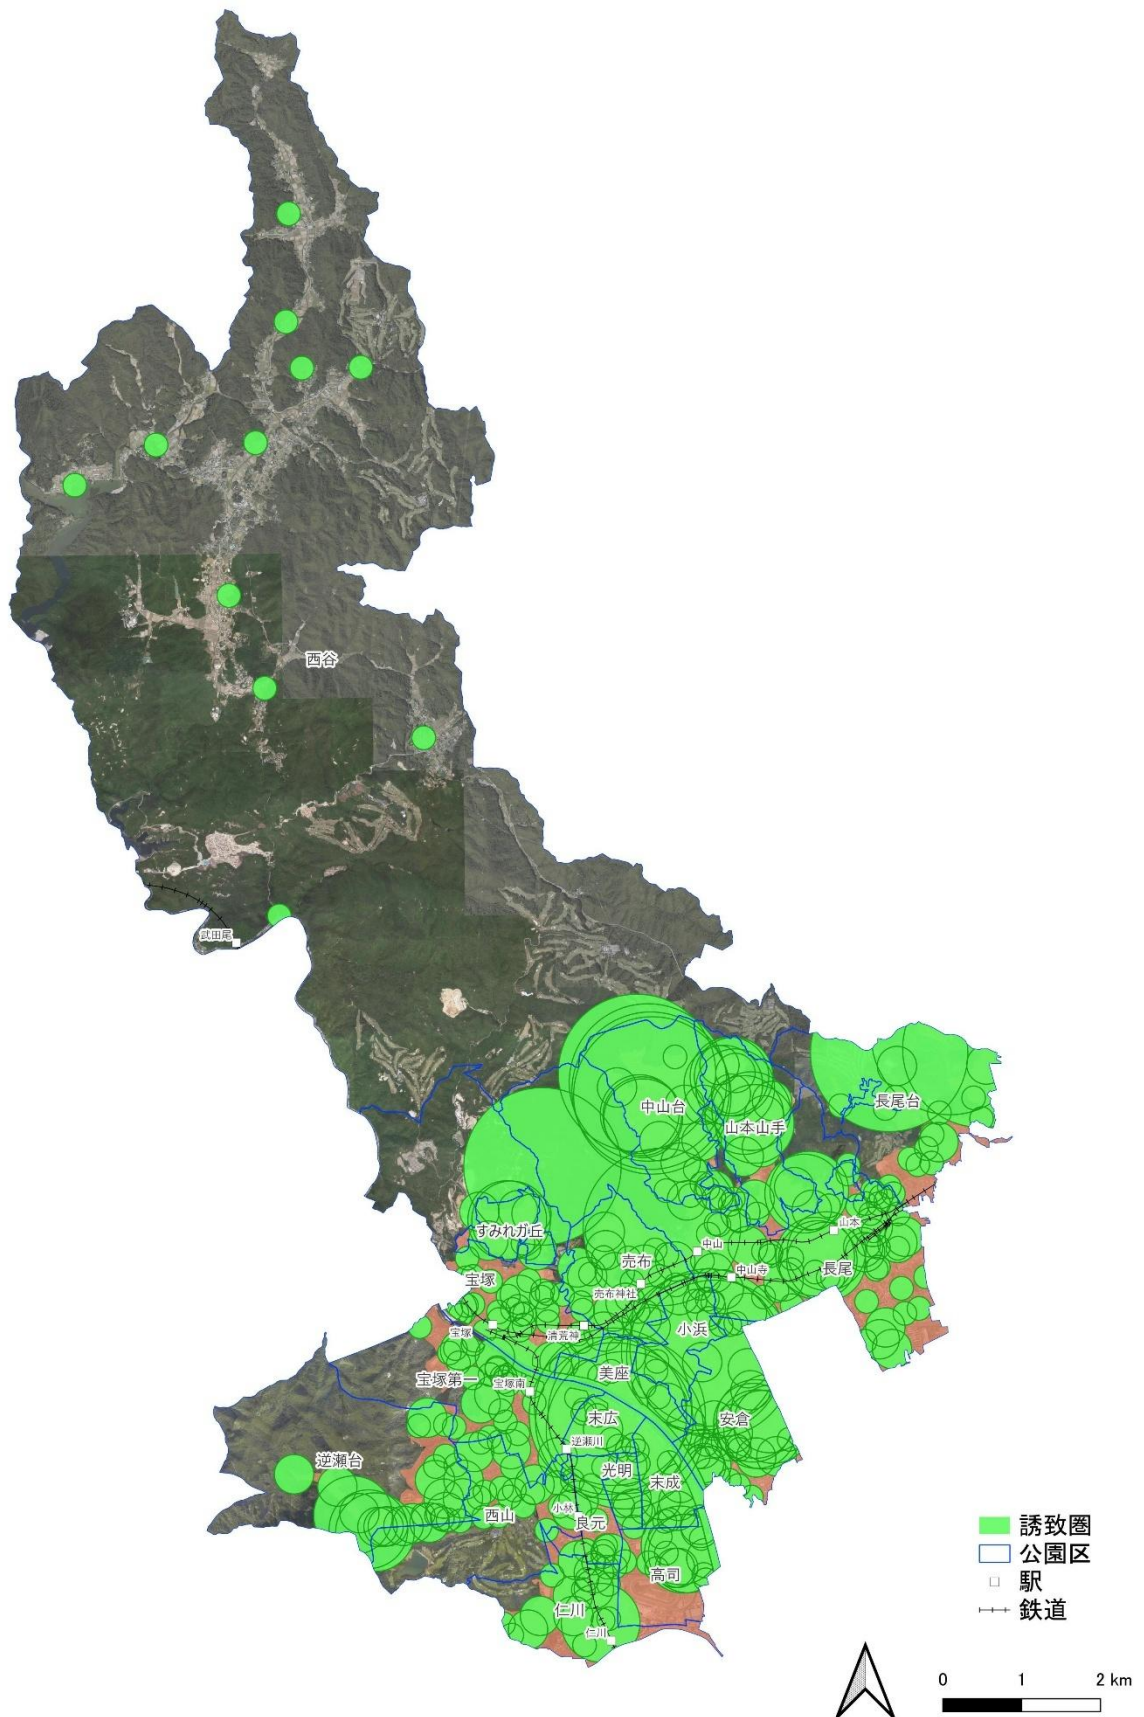 西谷
武田尾
中山台
長尾台
山本山手
すみれガ丘
山本
中山
売布
中山寺
長尾
宝塚
売布神社
宝塚
清荒神
小浜
美座
宝塚第一
宝塚南
末広
安倉
逆瀬川
逆瀬台
光明
末成
西山
小林
良元
高司
仁川
仁川
誘致圏
公園区
駅
鉄道
0 1 2 km